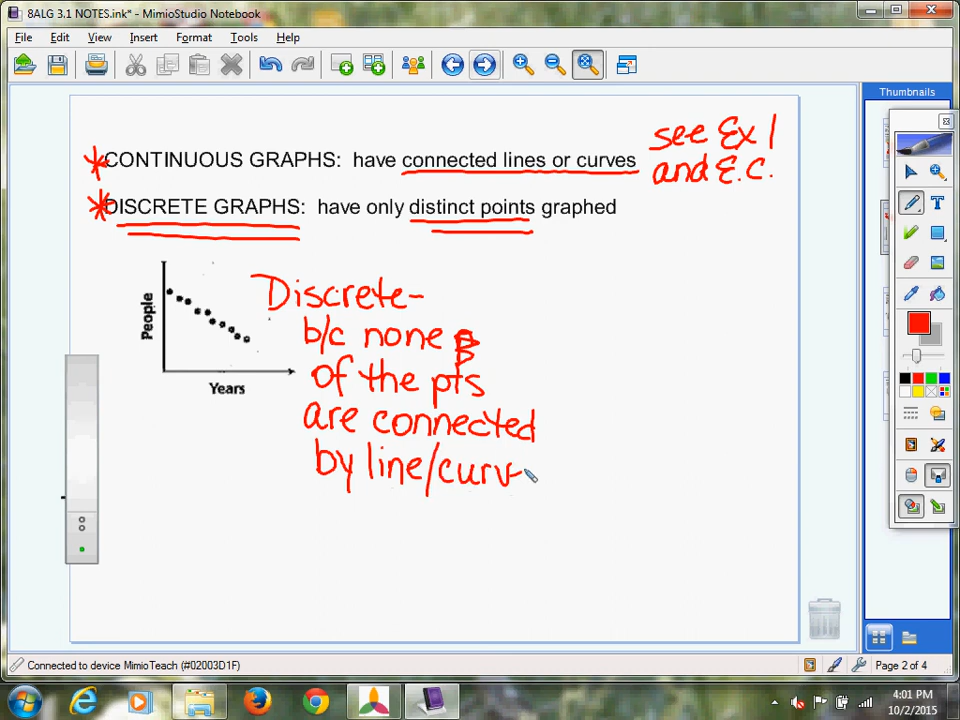 8ALG 3.1 NOTES.ink* - MimioStudio Notebook
File Edit View Insert Format Tools Help
Thumbnails
see Ex 1
*CONTINUOUS GRAPHS: have connected lines or curves
and E.C.
*DISCRETE GRAPHS: have only distinct points graphed
People
Years
Discrete-
b/c none
of the pts
are connected
by line/curv
Connected to device MimioTeach (#02003D1F)
Page 2 of 4
4:01 PM
10/2/2015